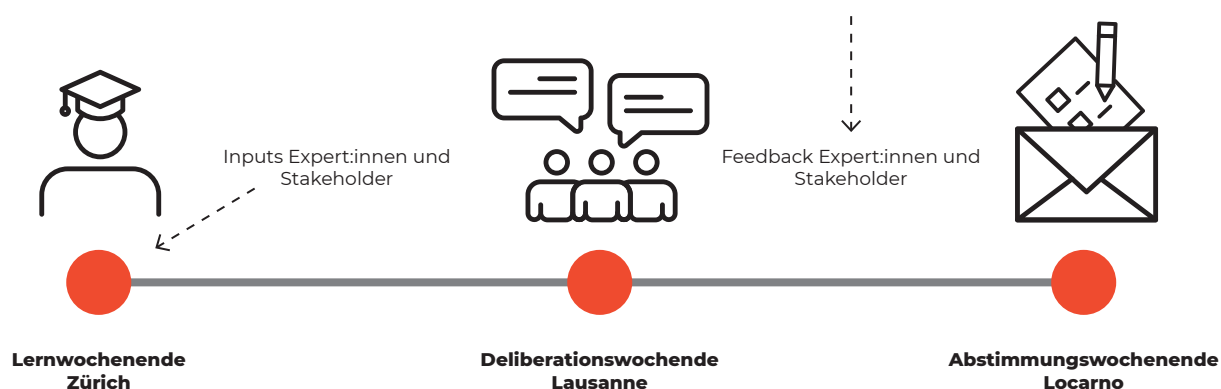 Inputs Expert:innen und
Stakeholder
Feedback Expert:innen und
Stakeholder
Lernwochenende
Zürich
Deliberationswochende
Lausanne
Abstimmungswochenende
Locarno